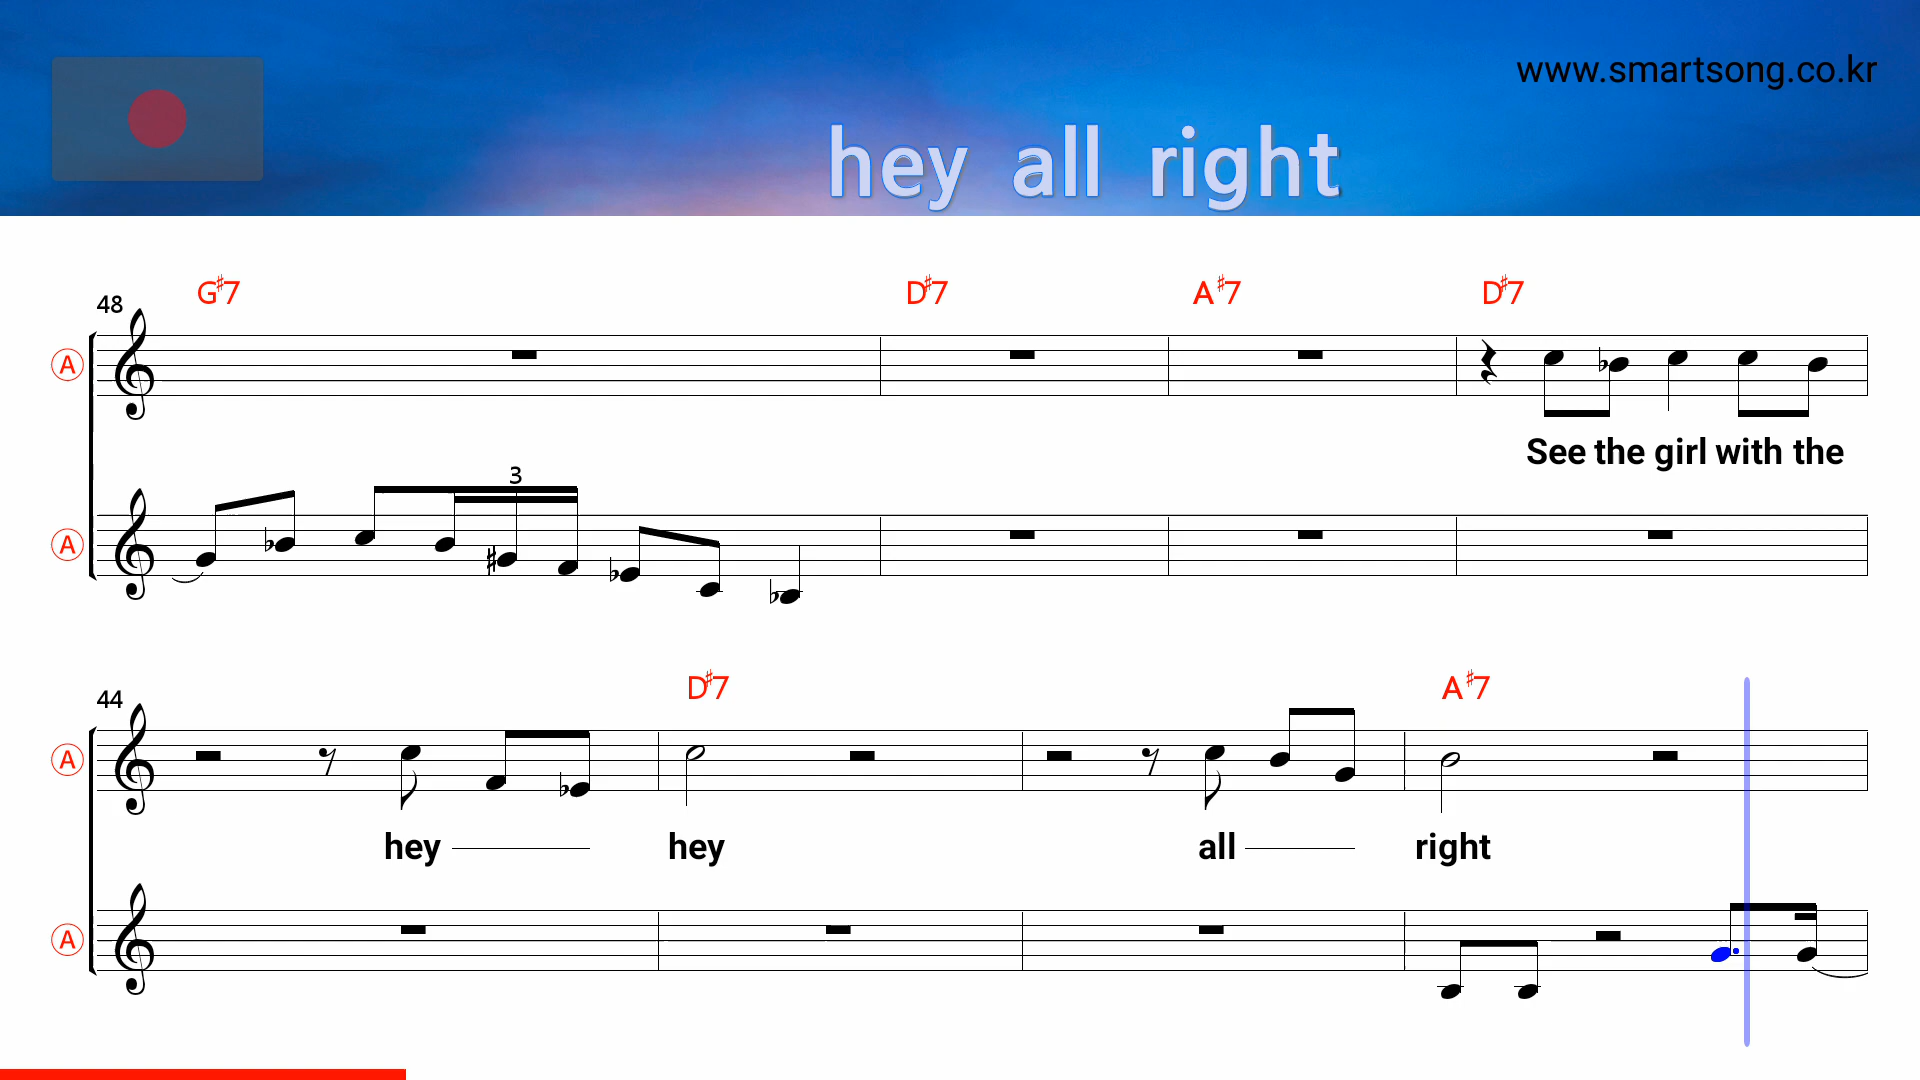 www.smartsong.co.kr
hey all right
48 G♯7 D♯7 A♯7 D♯7
A
See the girl with the
3
A
44 D♯7 A♯7
A
hey hey all right
A